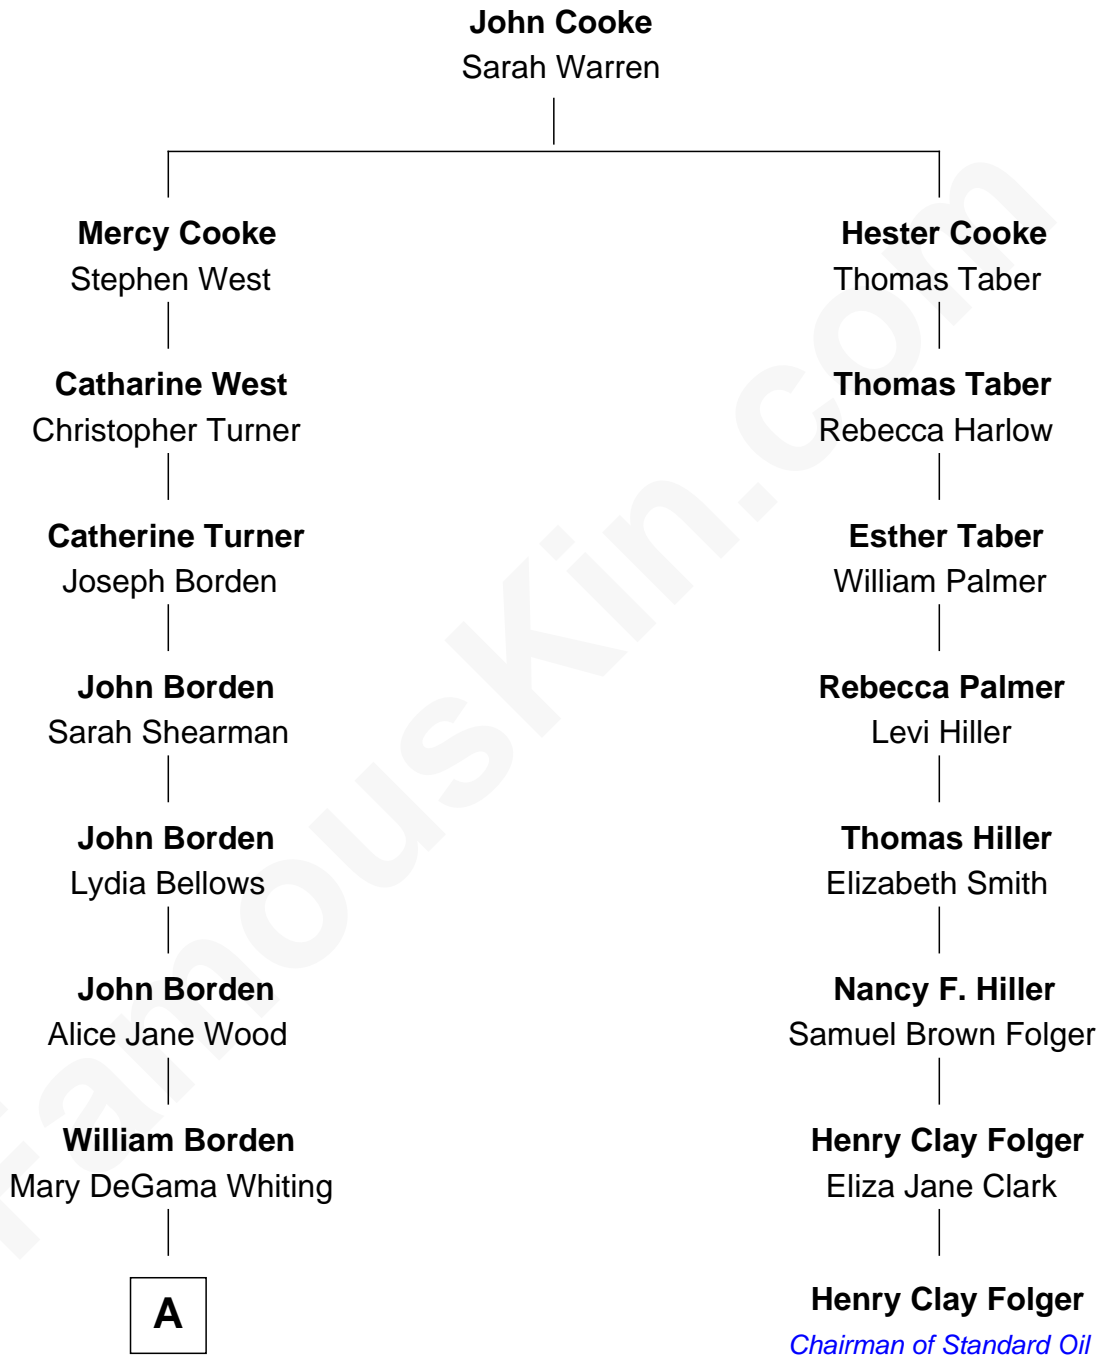 John Cooke
Sarah Warren
Mercy Cooke
Stephen West
Hester Cooke
Thomas Taber
Catharine West
Christopher Turner
Thomas Taber
Rebecca Harlow
Catherine Turner
Joseph Borden
Esther Taber
William Palmer
John Borden
Sarah Shearman
Rebecca Palmer
Levi Hiller
John Borden
Lydia Bellows
Thomas Hiller
Elizabeth Smith
John Borden
Alice Jane Wood
Nancy F. Hiller
Samuel Brown Folger
William Borden
Mary DeGama Whiting
Henry Clay Folger
Eliza Jane Clark
A
Henry Clay Folger
Chairman of Standard Oil
FamousKin.com